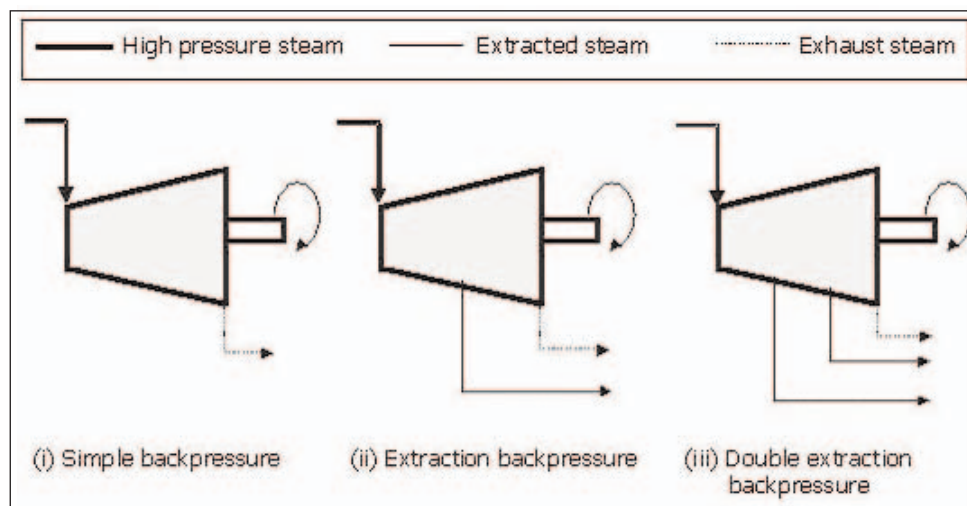 High pressure steam Extracted steam Exhaust steam
(i) Simple backpressure
(ii) Extraction backpressure
(iii) Double extraction
backpressure